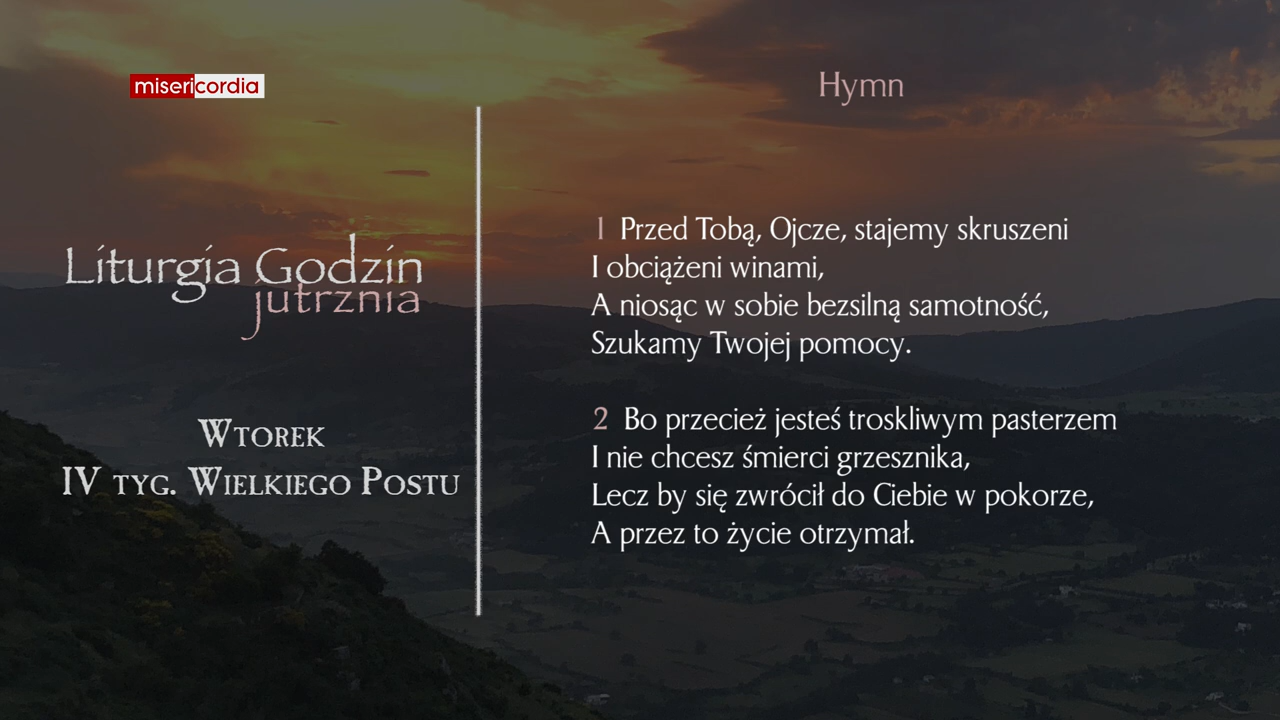 misericordia
Liturgia Godzin
jutrznia
Wtorek
IV tyg. Wielkiego Postu
Hymn
1 Przed Tobą, Ojcze, stajemy skruszeni
I obciążeni winami,
A niosąc w sobie bezsilną samotność,
Szukamy Twojej pomocy.
2 Bo przecież jesteś troskliwym pasterzem
I nie chcesz śmierci grzesznika,
Lecz by się zwrócił do Ciebie w pokorze,
A przez to życie otrzymał.